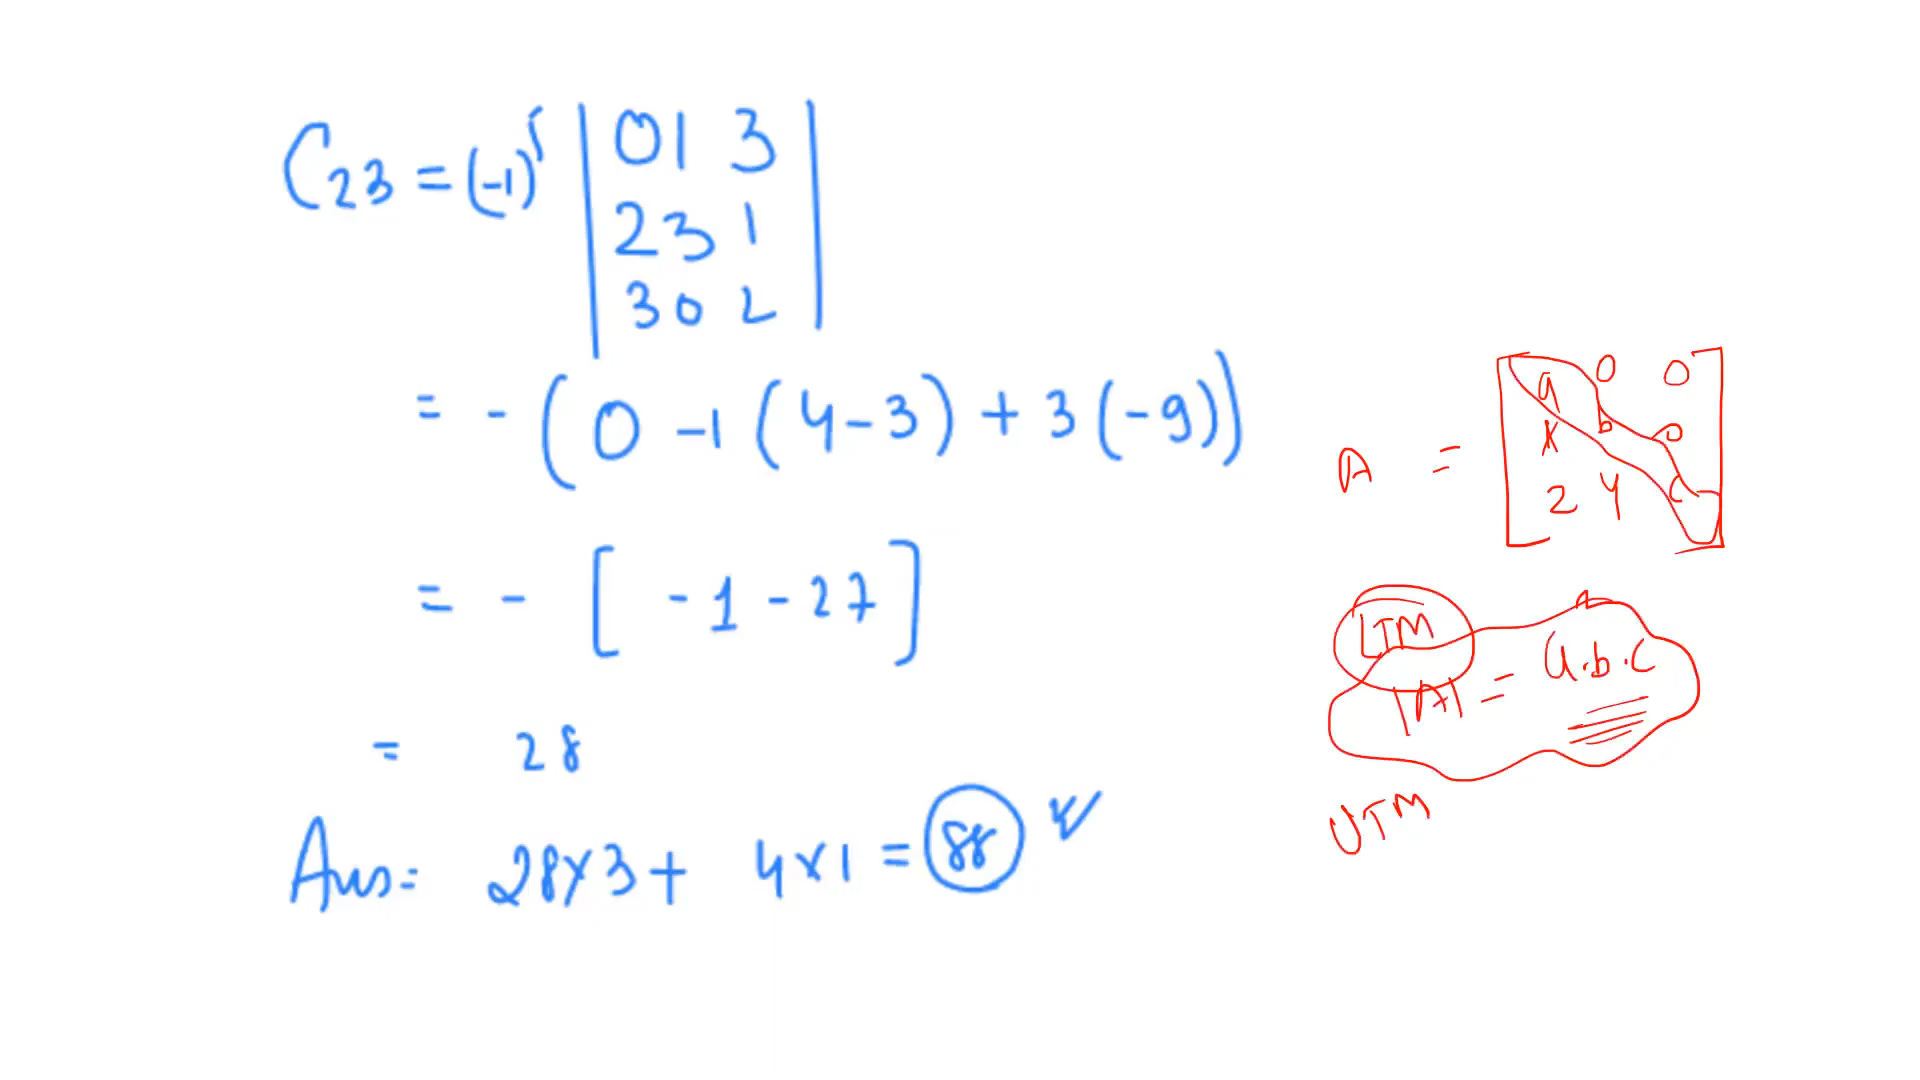 C₂₃ = (-1)⁵ | 0 1 3 |
| 2 3 1 |
| 3 0 2 |
= - ( 0 - 1 ( 4 - 3 ) + 3 ( - 9 ) )
= - [ - 1 - 27 ]
= 28
Ans = 28 × 3 + 4 × 1 = 88
A = [ a 0 0
x b 0
2 4 c ]
LTM
|A| = a.b.c
UTM